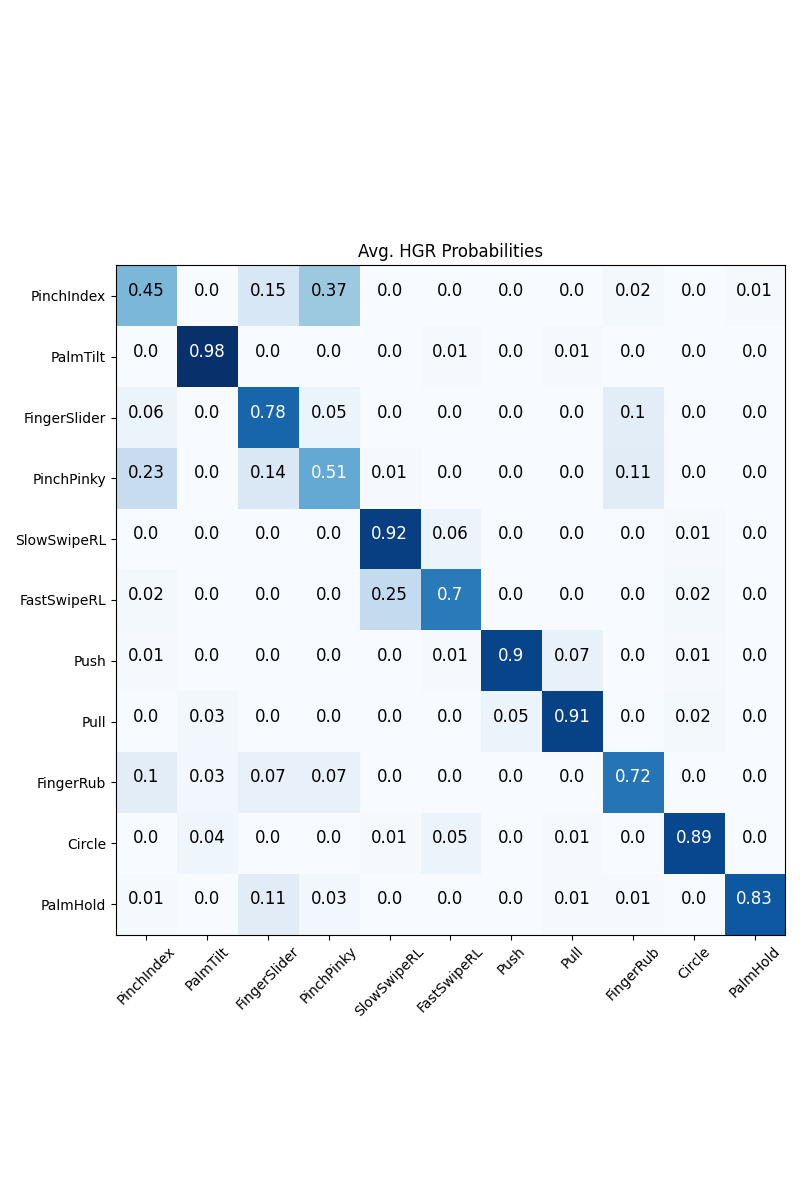 Avg. HGR Probabilities
PinchIndex 0.45 0.0 0.15 0.37 0.0 0.0 0.0 0.0 0.02 0.0 0.01
PalmTilt 0.0 0.98 0.0 0.0 0.0 0.01 0.0 0.01 0.0 0.0 0.0
FingerSlider 0.06 0.0 0.78 0.05 0.0 0.0 0.0 0.0 0.1 0.0 0.0
PinchPinky 0.23 0.0 0.14 0.51 0.01 0.0 0.0 0.0 0.11 0.0 0.0
SlowSwipeRL 0.0 0.0 0.0 0.0 0.92 0.06 0.0 0.0 0.0 0.01 0.0
FastSwipeRL 0.02 0.0 0.0 0.0 0.25 0.7 0.0 0.0 0.0 0.02 0.0
Push 0.01 0.0 0.0 0.0 0.0 0.01 0.9 0.07 0.0 0.01 0.0
Pull 0.0 0.03 0.0 0.0 0.0 0.0 0.05 0.91 0.0 0.02 0.0
FingerRub 0.1 0.03 0.07 0.07 0.0 0.0 0.0 0.0 0.72 0.0 0.0
Circle 0.0 0.04 0.0 0.0 0.01 0.05 0.0 0.01 0.0 0.89 0.0
PalmHold 0.01 0.0 0.11 0.03 0.0 0.0 0.0 0.01 0.01 0.0 0.83
PinchIndex PalmTilt FingerSlider PinchPinky SlowSwipeRL FastSwipeRL Push Pull FingerRub Circle PalmHold